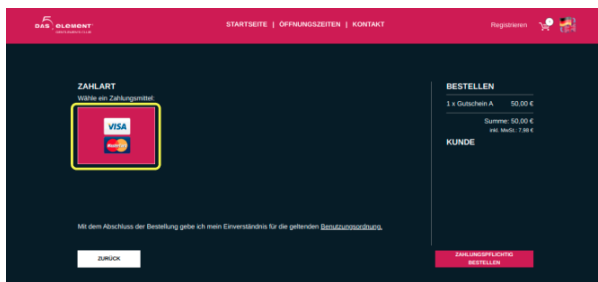 DAS 5 ELEMENT
STARTSEITE | ÖFFNUNGSZEITEN | KONTAKT
Registrieren
ZAHLART
Wähle ein Zahlungsmittel:
VISA
BESTELLEN
1 x Gutschein A 50,00 €
Summe: 50,00 €
inkl. MwSt.: 7,98 €
KUNDE
Mit dem Abschluss der Bestellung gebe ich mein Einverständnis für die geltenden Benutzungsordnung.
ZURÜCK
ZAHLUNGSPFLICHTIG
BESTELLEN